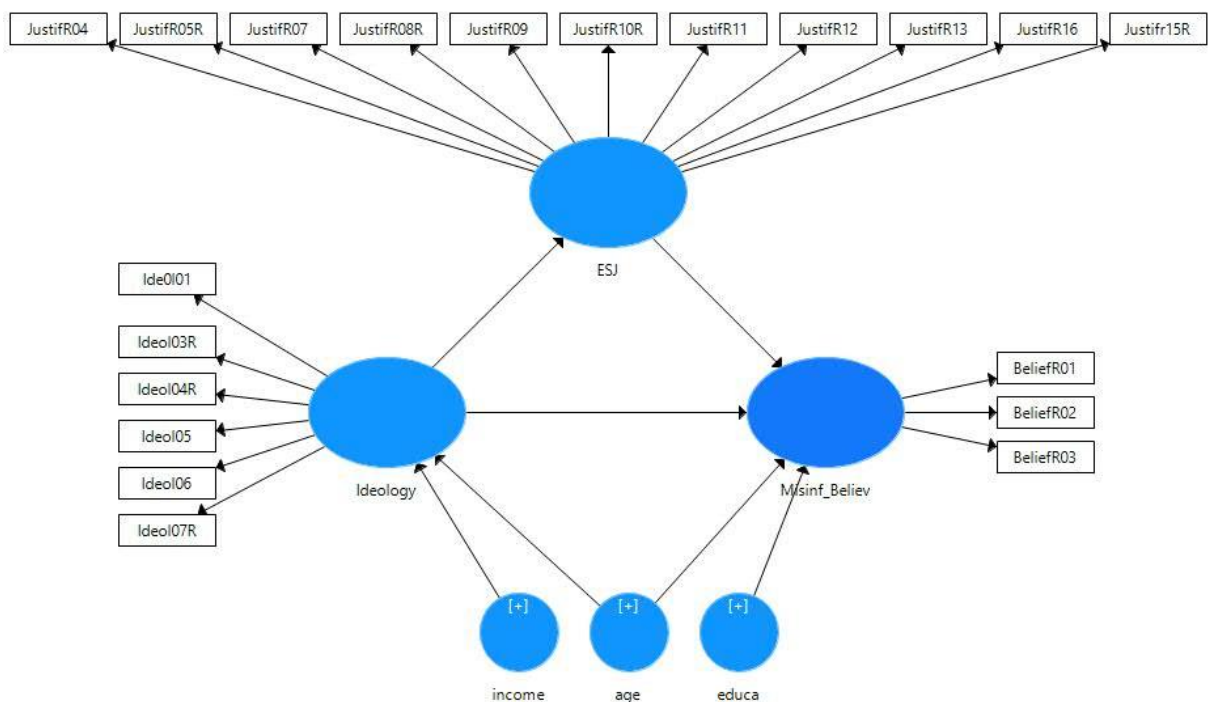 JustifR04
JustifR05R
JustifR07
JustifR08R
JustifR09
JustifR10R
JustifR11
JustifR12
JustifR13
JustifR16
Justifr15R
ESJ
Ide0l01
Ideol03R
Ideol04R
Ideol05
Ideol06
Ideol07R
Ideology
Misinf_Believ
BeliefR01
BeliefR02
BeliefR03
[+]
[+]
[+]
income
age
educa